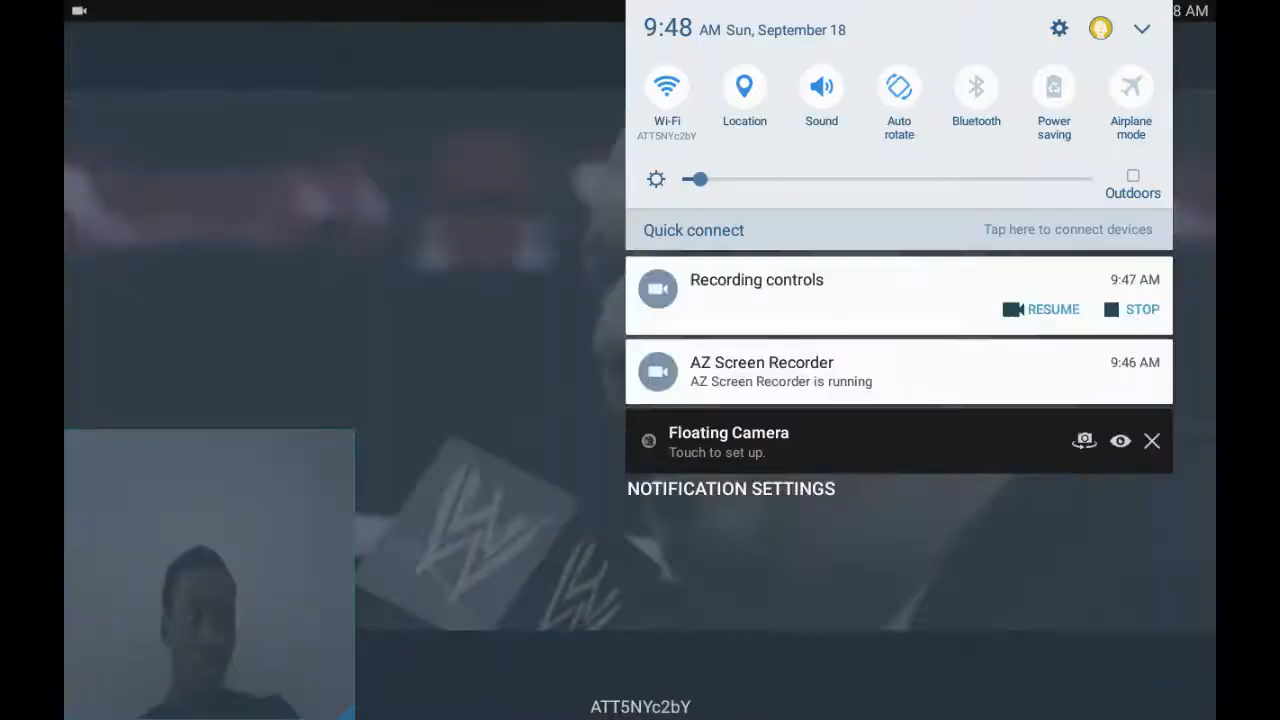 8 AM
9:48 AM Sun, September 18
Wi-Fi
ATT5NYc2bY
Location
Sound
Auto
rotate
Bluetooth
Power
saving
Airplane
mode
Outdoors
Quick connect
Tap here to connect devices
Recording controls
9:47 AM
RESUME
STOP
AZ Screen Recorder
9:46 AM
AZ Screen Recorder is running
Floating Camera
Touch to set up.
NOTIFICATION SETTINGS
ATT5NYc2bY